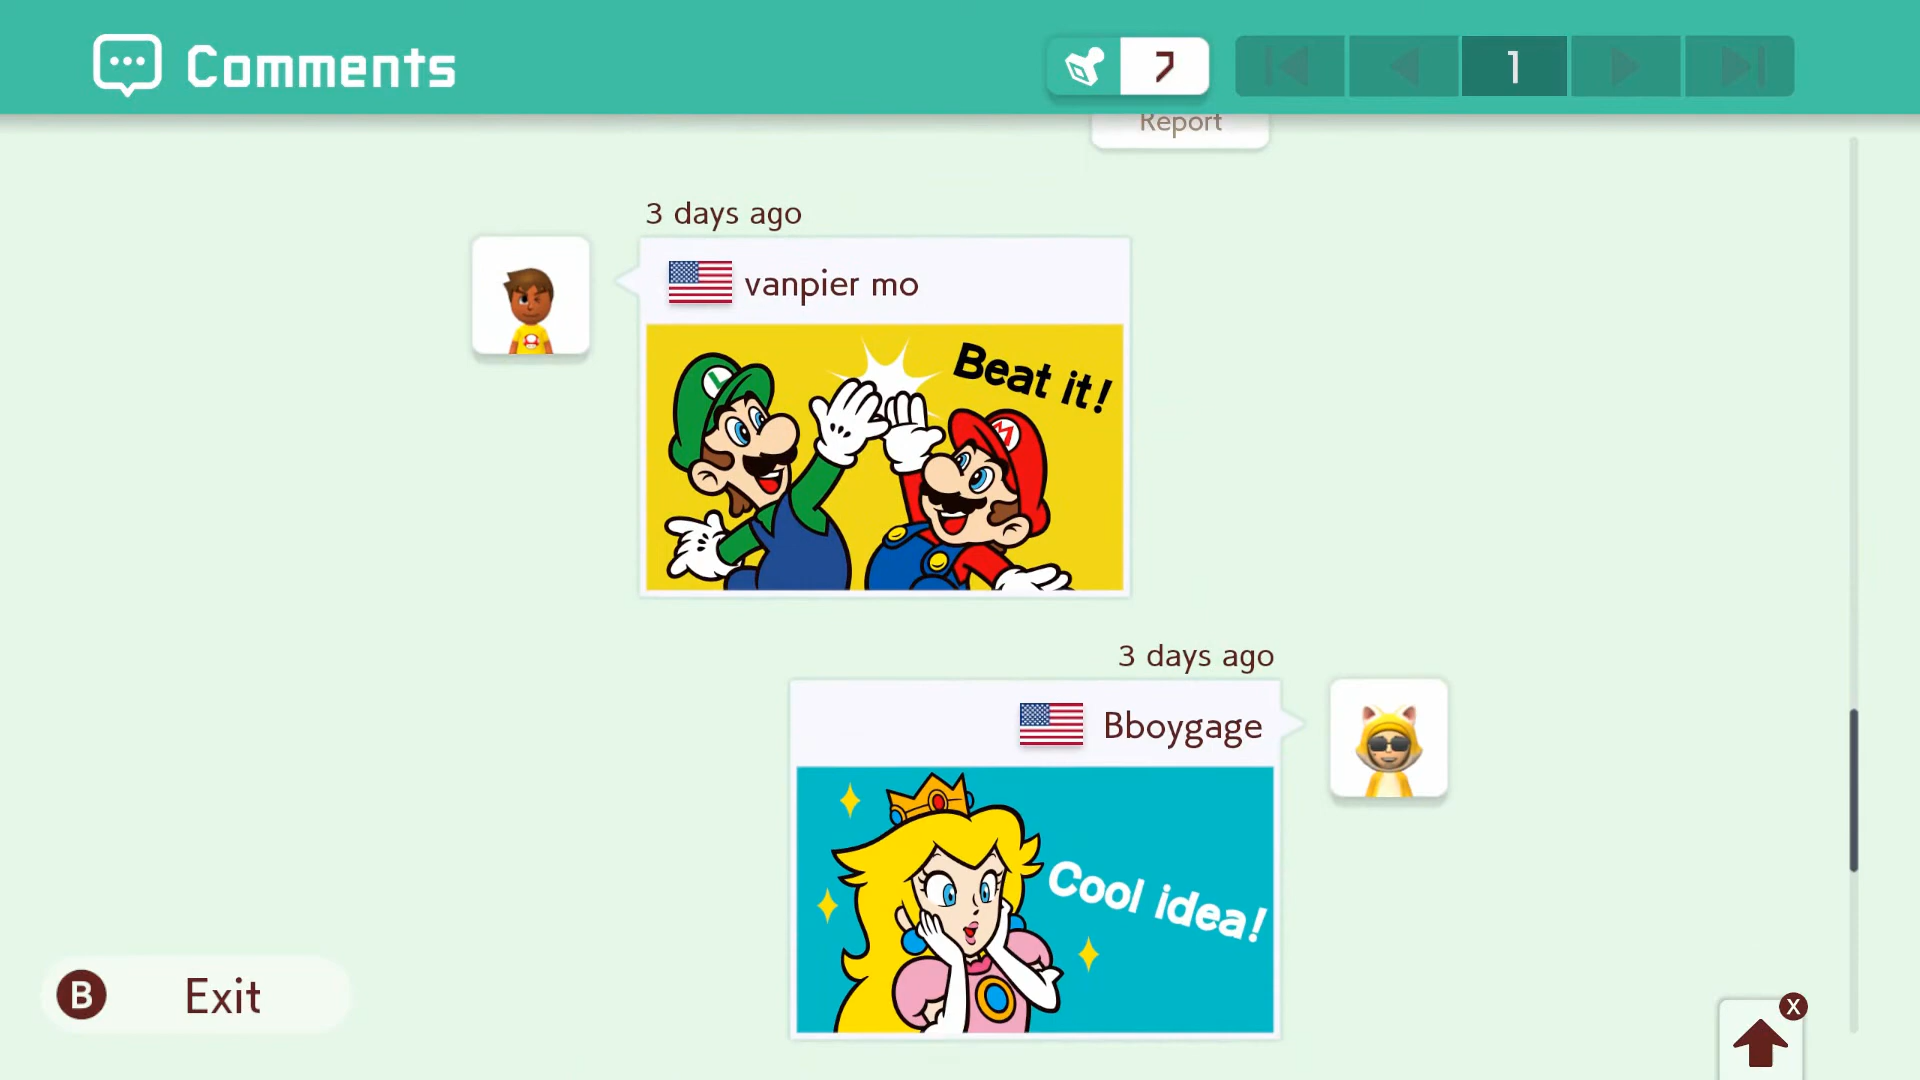 Comments
7
1
Report
3 days ago
vanpier mo
Beat it!
L
M
3 days ago
Bboygage
Cool idea!
B Exit
X